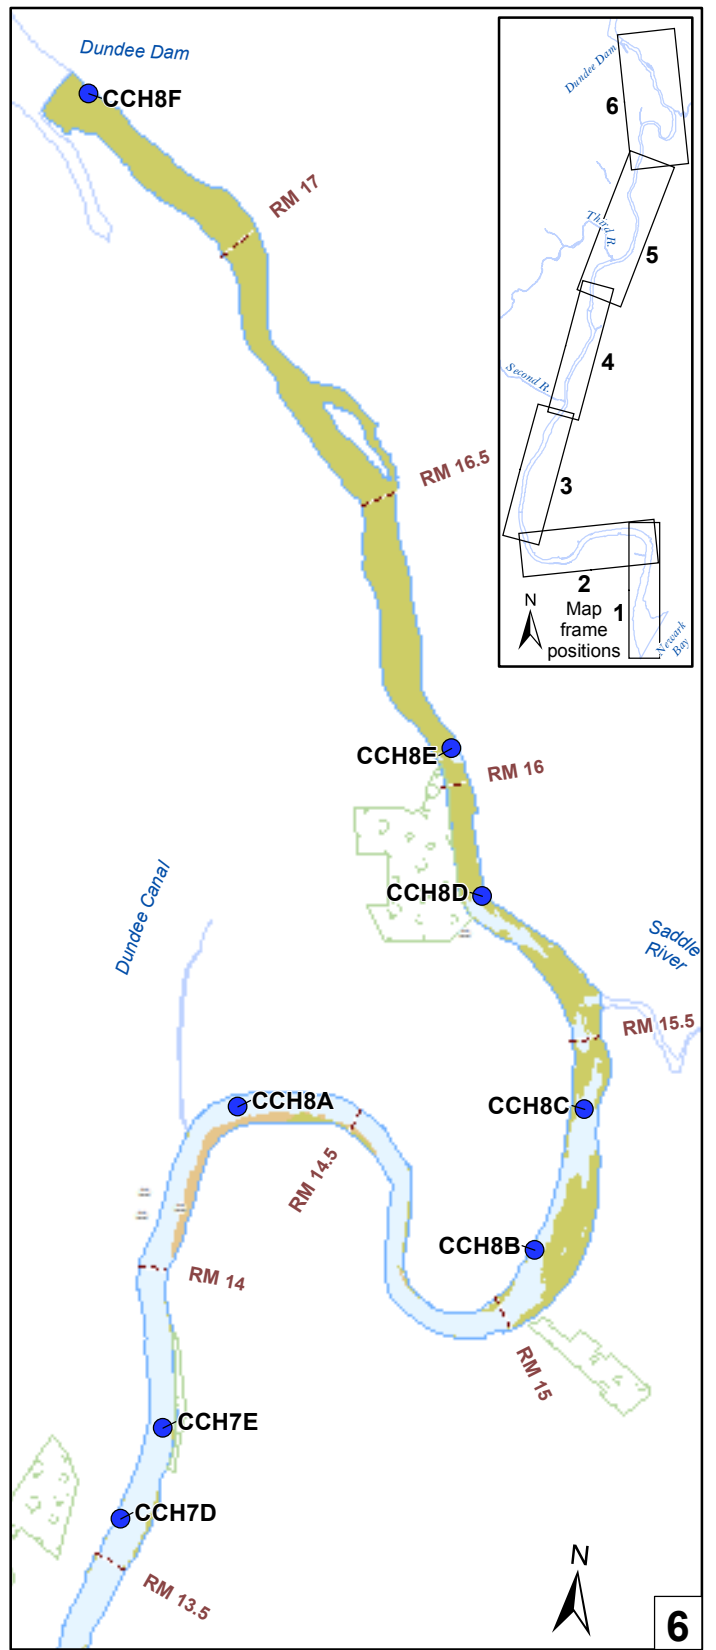 Dundee Dam
CCH8F
RM 17
RM 16.5
CCH8E
RM 16
CCH8D
Dundee Canal
Saddle
River
RM 15.5
CCH8A
CCH8C
RM 14.5
CCH8B
RM 14
RM 15
CCH7E
CCH7D
RM 13.5
N
6
Dundee Dam
6
Third R.
5
4
Second R.
3
2
1
N
Map
frame
positions
Newark
Bay